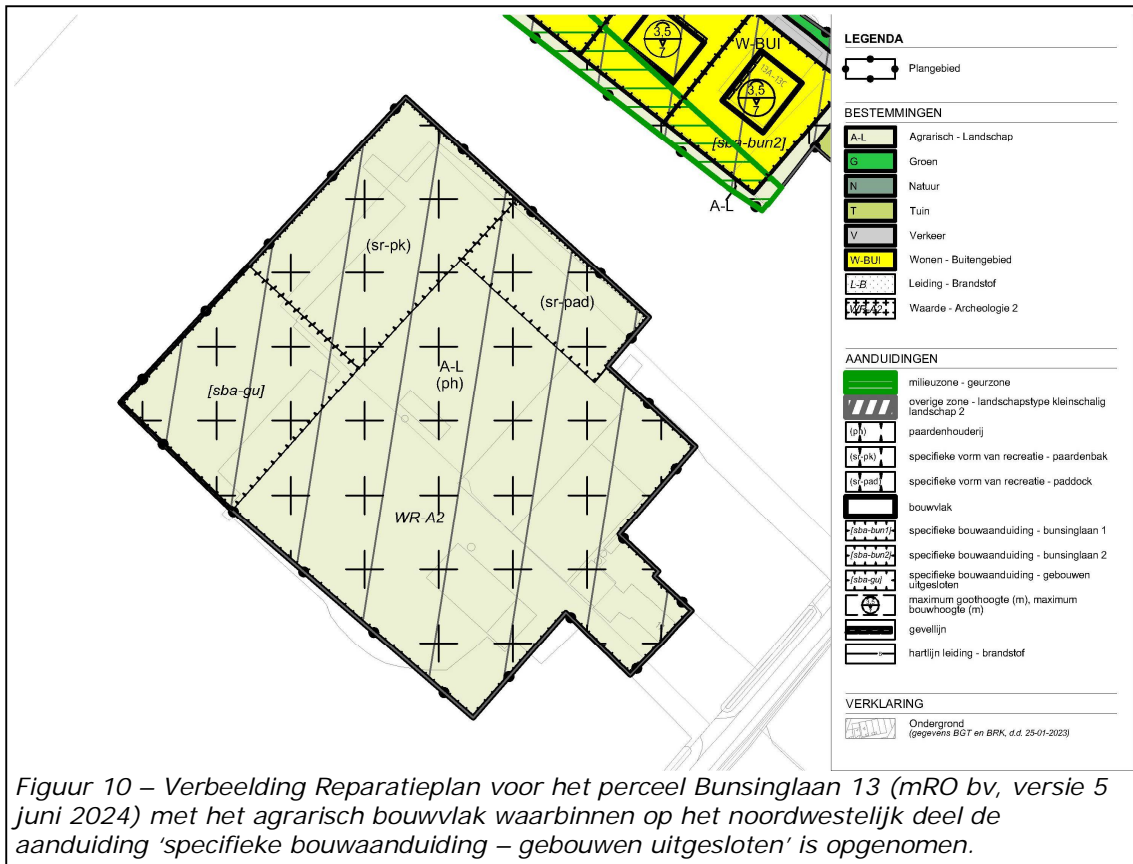 3,5
7
W-BUI
13A-13C
3,5
7
[sba-bun2]
A-L
(sr-pk)
(sr-pad)
A-L
(ph)
[sba-gu]
WR-A2
LEGENDA
Plangebied
BESTEMMINGEN
A-L Agrarisch - Landschap
G Groen
N Natuur
T Tuin
V Verkeer
W-BUI Wonen - Buitengebied
L-B Leiding - Brandstof
WR-A2 Waarde - Archeologie 2
AANDUIDINGEN
milieuzone - geurzone
overige zone - landschapstype kleinschalig
landschap 2
(ph) paardenhouderij
(sr-pk) specifieke vorm van recreatie - paardenbak
(sr-pad) specifieke vorm van recreatie - paddock
bouwvlak
[sba-bun1] specifieke bouwaanduiding - bunsinglaan 1
[sba-bun2] specifieke bouwaanduiding - bunsinglaan 2
[sba-gu] specifieke bouwaanduiding - gebouwen
uitgesloten
maximum goothoogte (m), maximum
bouwhoogte (m)
gevellijn
hartlijn leiding - brandstof
VERKLARING
Ondergrond
(gegevens BGT en BRK, d.d. 25-01-2023)
Figuur 10 – Verbeelding Reparatieplan voor het perceel Bunsinglaan 13 (mRO bv, versie 5
juni 2024) met het agrarisch bouwvlak waarbinnen op het noordwestelijk deel de
aanduiding ‘specifieke bouwaanduiding – gebouwen uitgesloten’ is opgenomen.